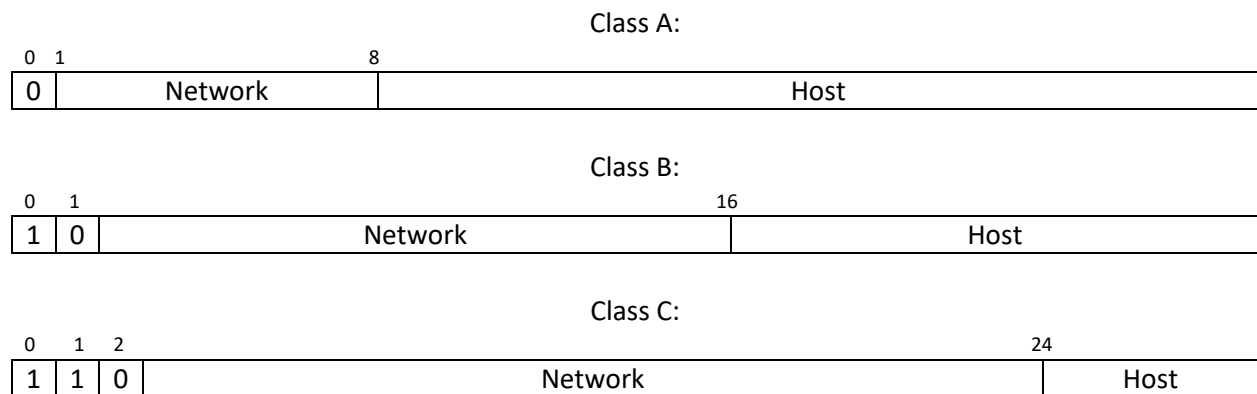 Class A:
0 1 8
0 Network Host
Class B:
0 1 16
1 0 Network Host
Class C:
0 1 2 24
1 1 0 Network Host